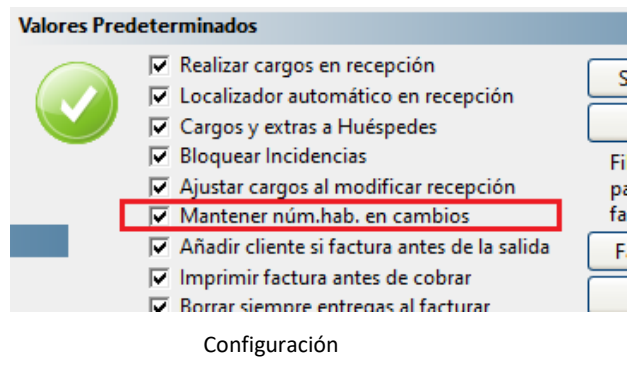 Valores Predeterminados
Realizar cargos en recepción
Localizador automático en recepción
Cargos y extras a Huéspedes
Bloquear Incidencias
Ajustar cargos al modificar recepción
Mantener núm.hab. en cambios
Añadir cliente si factura antes de la salida
Imprimir factura antes de cobrar
Borrar siempre entregas al facturar
Configuración